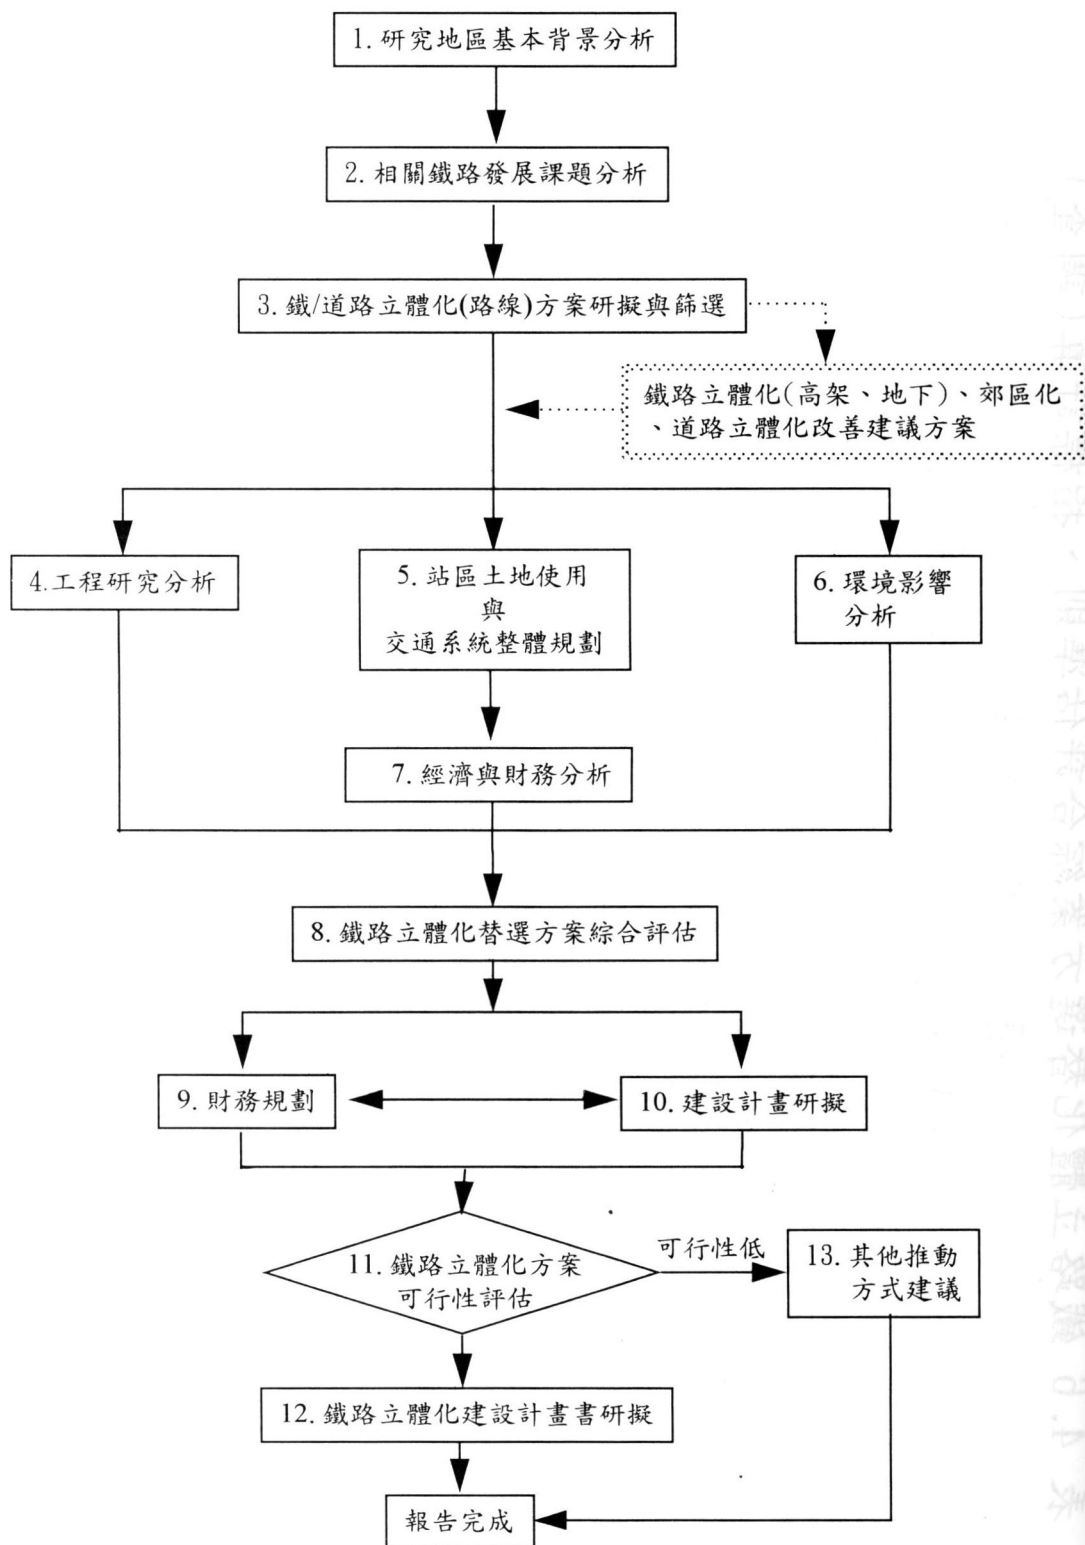 1. 研究地區基本背景分析
2. 相關鐵路發展課題分析
3. 鐵/道路立體化(路線)方案研擬與篩選
鐵路立體化(高架、地下)、郊區化
、道路立體化改善建議方案
4.工程研究分析
5. 站區土地使用
與
交通系統整體規劃
6. 環境影響
分析
7. 經濟與財務分析
8. 鐵路立體化替選方案綜合評估
9. 財務規劃
10. 建設計畫研擬
11. 鐵路立體化方案
可行性評估
可行性低
13. 其他推動
方式建議
12. 鐵路立體化建設計畫書研擬
報告完成